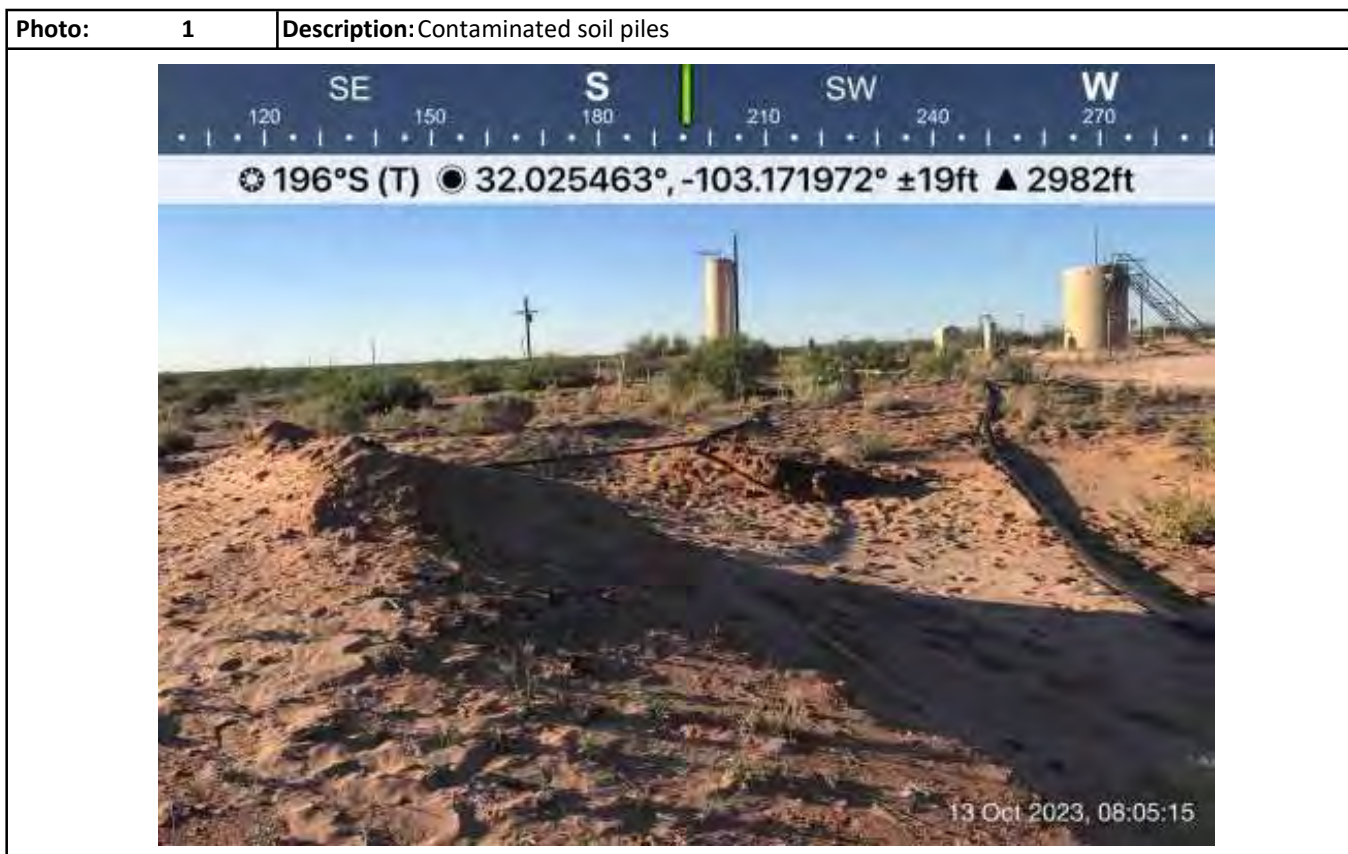 Photo: 1 Description: Contaminated soil piles
SE S SW W
120 150 180 210 240 270
196°S (T) 32.025463°, -103.171972° ±19ft ▲ 2982ft
13 Oct 2023, 08:05:15